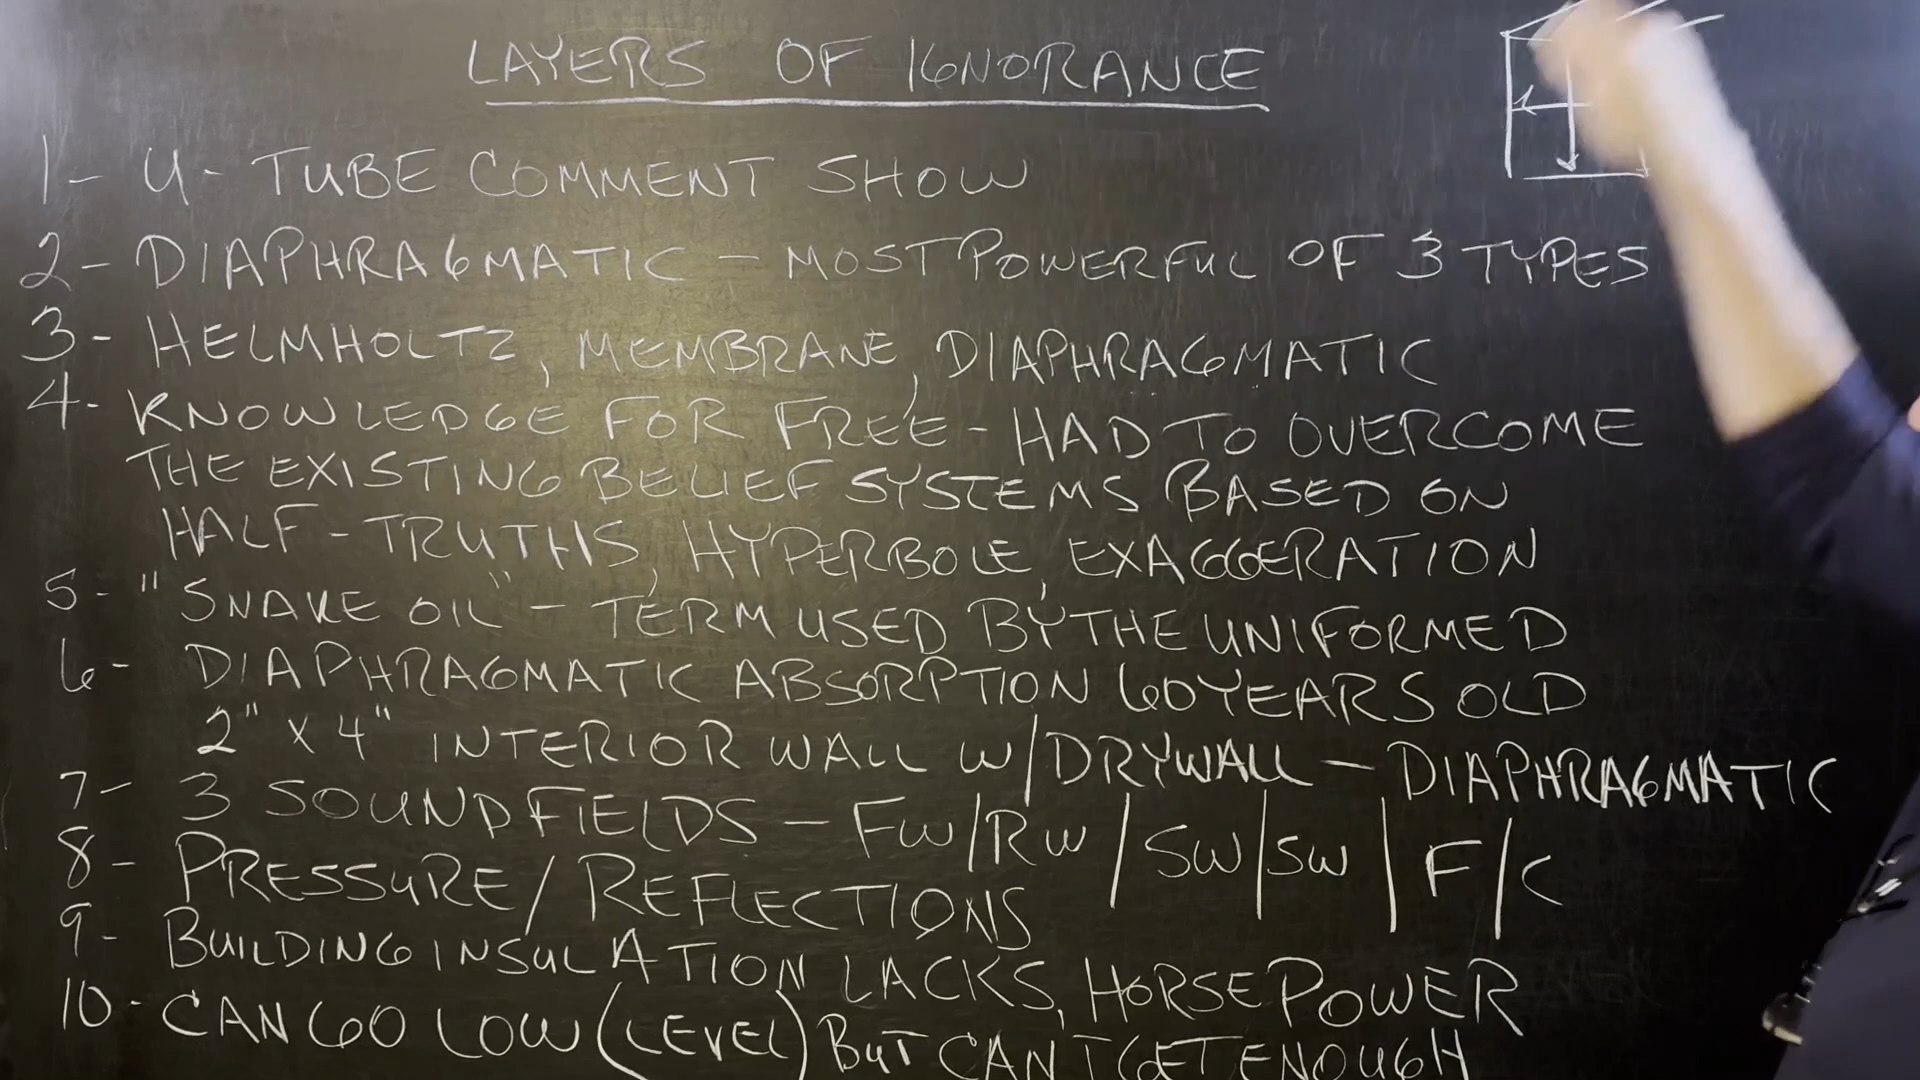 LAYERS OF IGNORANCE
1- U-TUBE COMMENT SHOW
2- DIAPHRAGMATIC - MOST POWERFUL OF 3 TYPES
3- HELMHOLTZ, MEMBRANE, DIAPHRAGMATIC
4- KNOWLEDGE FOR FREE - HAD TO OVERCOME
THE EXISTING BELIEF SYSTEMS BASED ON
HALF-TRUTHS, HYPERBOLE, EXAGGERATION
5- "SNAKE OIL" - TERM USED BY THE UNIFORMED
6- DIAPHRAGMATIC ABSORPTION 60 YEARS OLD
2" X 4" INTERIOR WALL W/DRYWALL - DIAPHRAGMATIC
7- 3 SOUND FIELDS - FW/RW | SW/SW | F/C
8- PRESSURE/REFLECTIONS
9- BUILDING INSULATION LACKS, HORSEPOWER
10- CAN GO LOW (LEVEL) BUT CAN'T GET ENOUGH